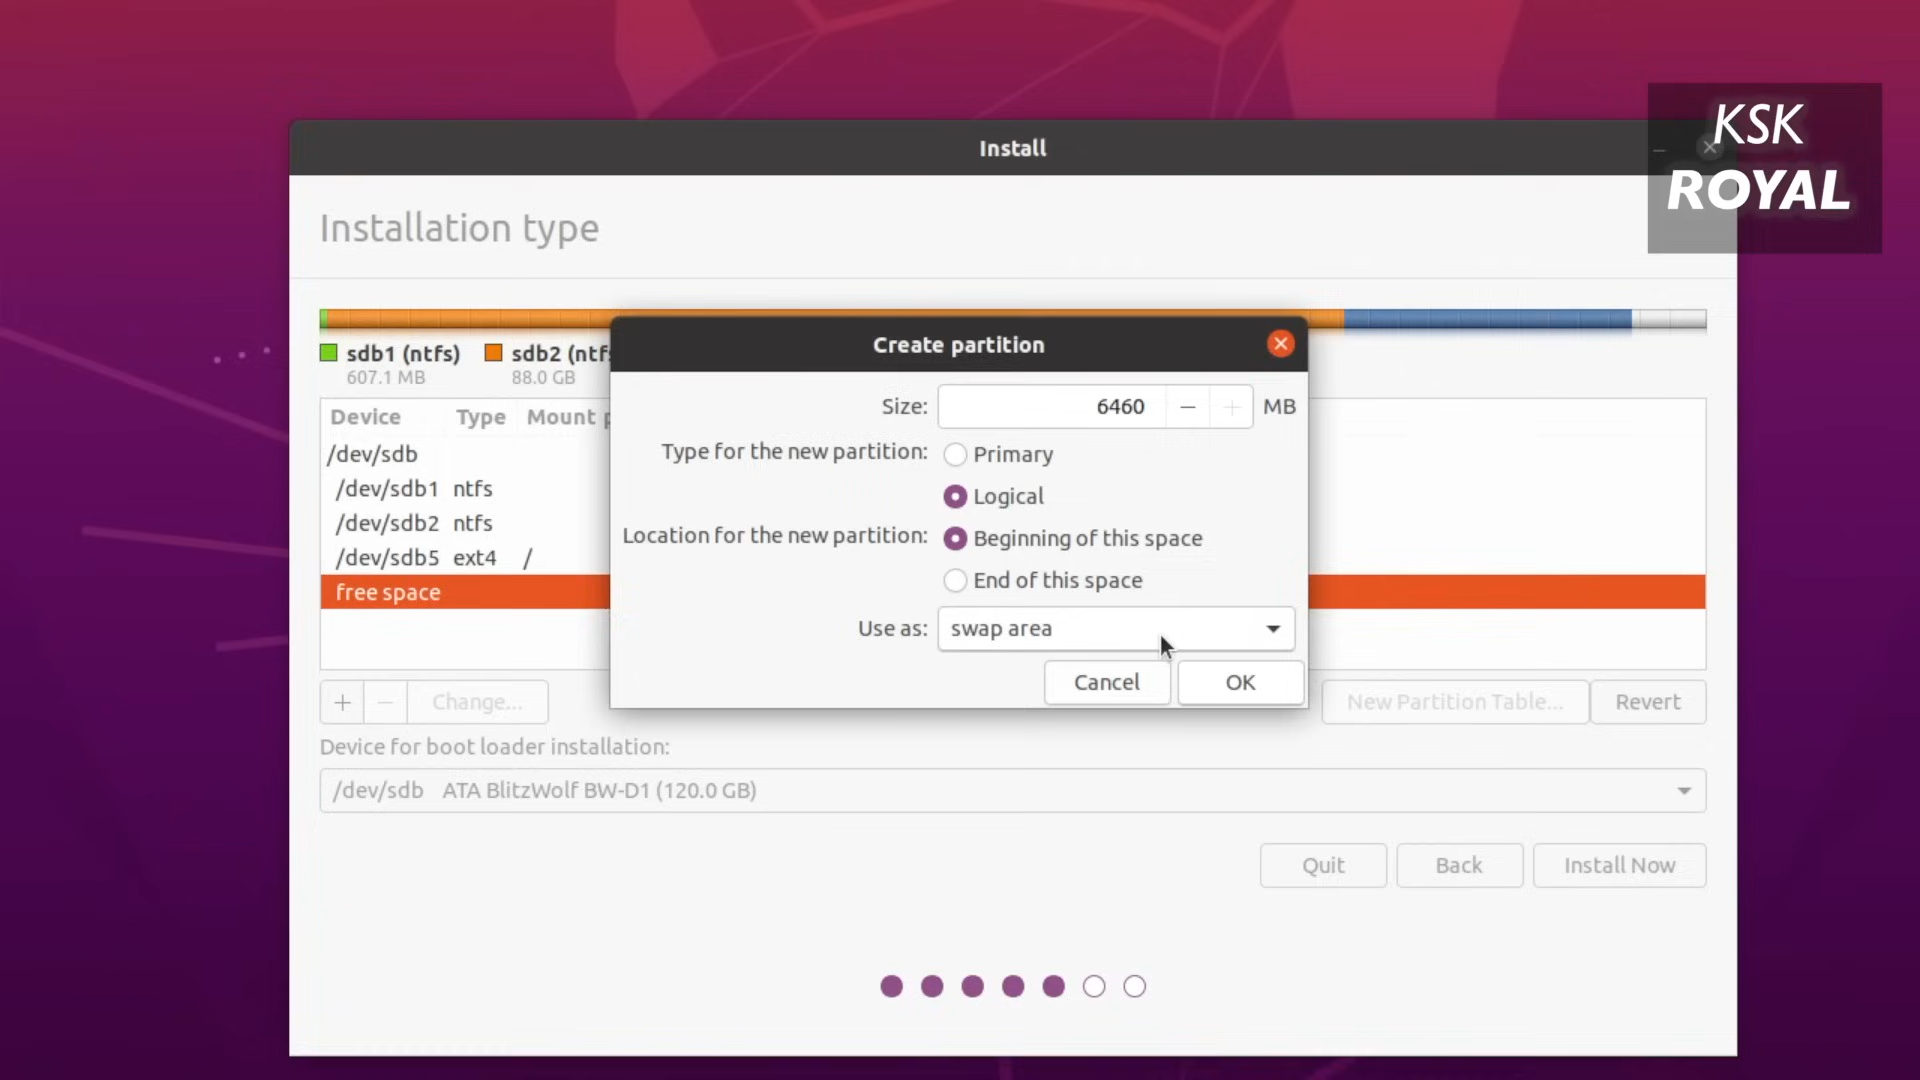 KSK
ROYAL
Install
Installation type
sdb1 (ntfs)
607.1 MB
sdb2 (ntf
88.0 GB
Device Type Mount
/dev/sdb
/dev/sdb1 ntfs
/dev/sdb2 ntfs
/dev/sdb5 ext4 /
free space
Create partition
Size: 6460 MB
Type for the new partition: Primary
Logical
Location for the new partition: Beginning of this space
End of this space
Use as: swap area
Cancel OK
+ − Change... New Partition Table... Revert
Device for boot loader installation:
/dev/sdb ATA BlitzWolf BW-D1 (120.0 GB)
Quit Back Install Now